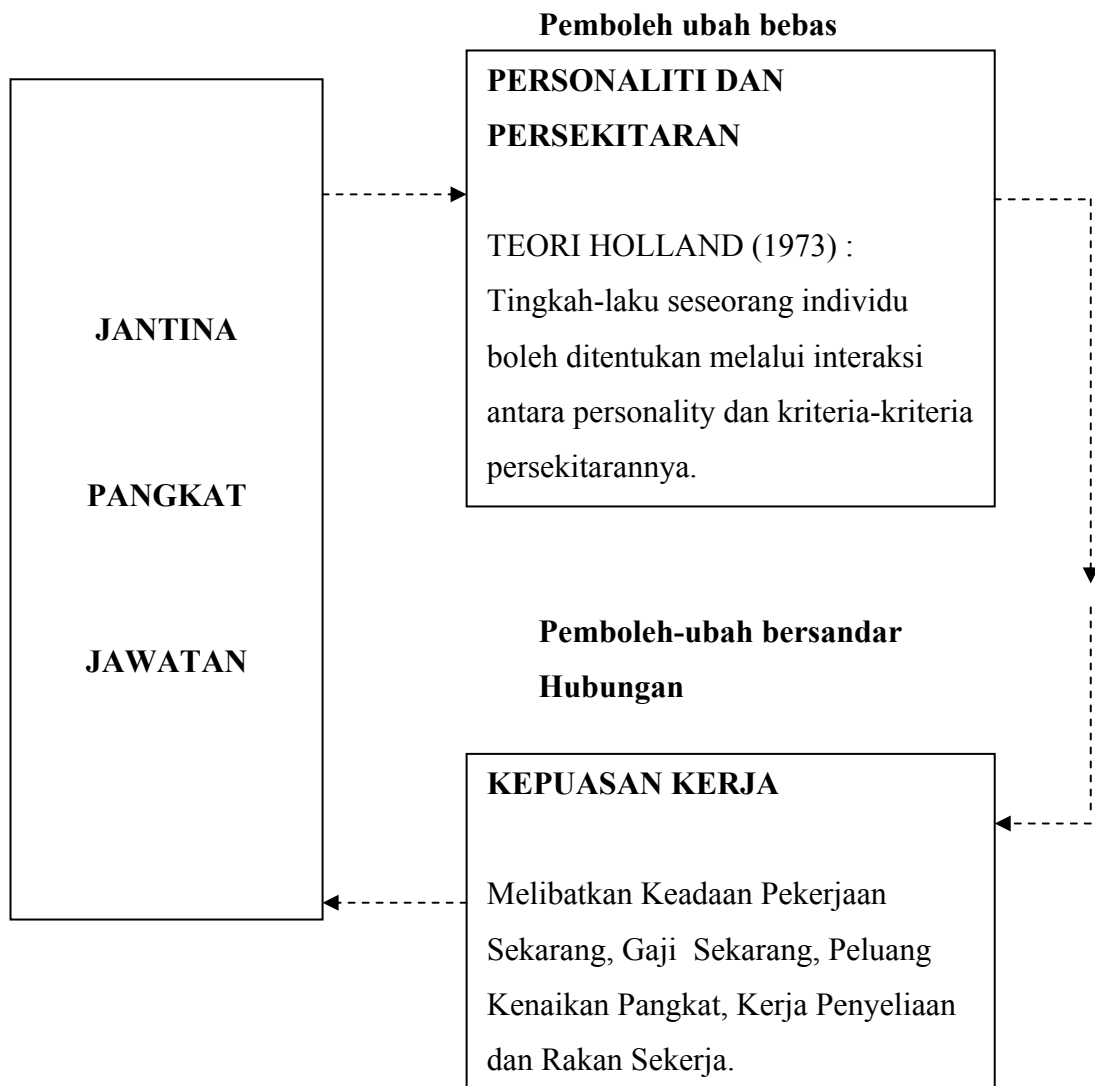 Pemboleh ubah bebas
PERSONALITI DAN
PERSEKITARAN
TEORI HOLLAND (1973) :
Tingkah-laku seseorang individu
boleh ditentukan melalui interaksi
antara personality dan kriteria-kriteria
persekitarannya.
JANTINA
PANGKAT
JAWATAN
Pemboleh-ubah bersandar
Hubungan
KEPUASAN KERJA
Melibatkan Keadaan Pekerjaan
Sekarang, Gaji Sekarang, Peluang
Kenaikan Pangkat, Kerja Penyeliaan
dan Rakan Sekerja.